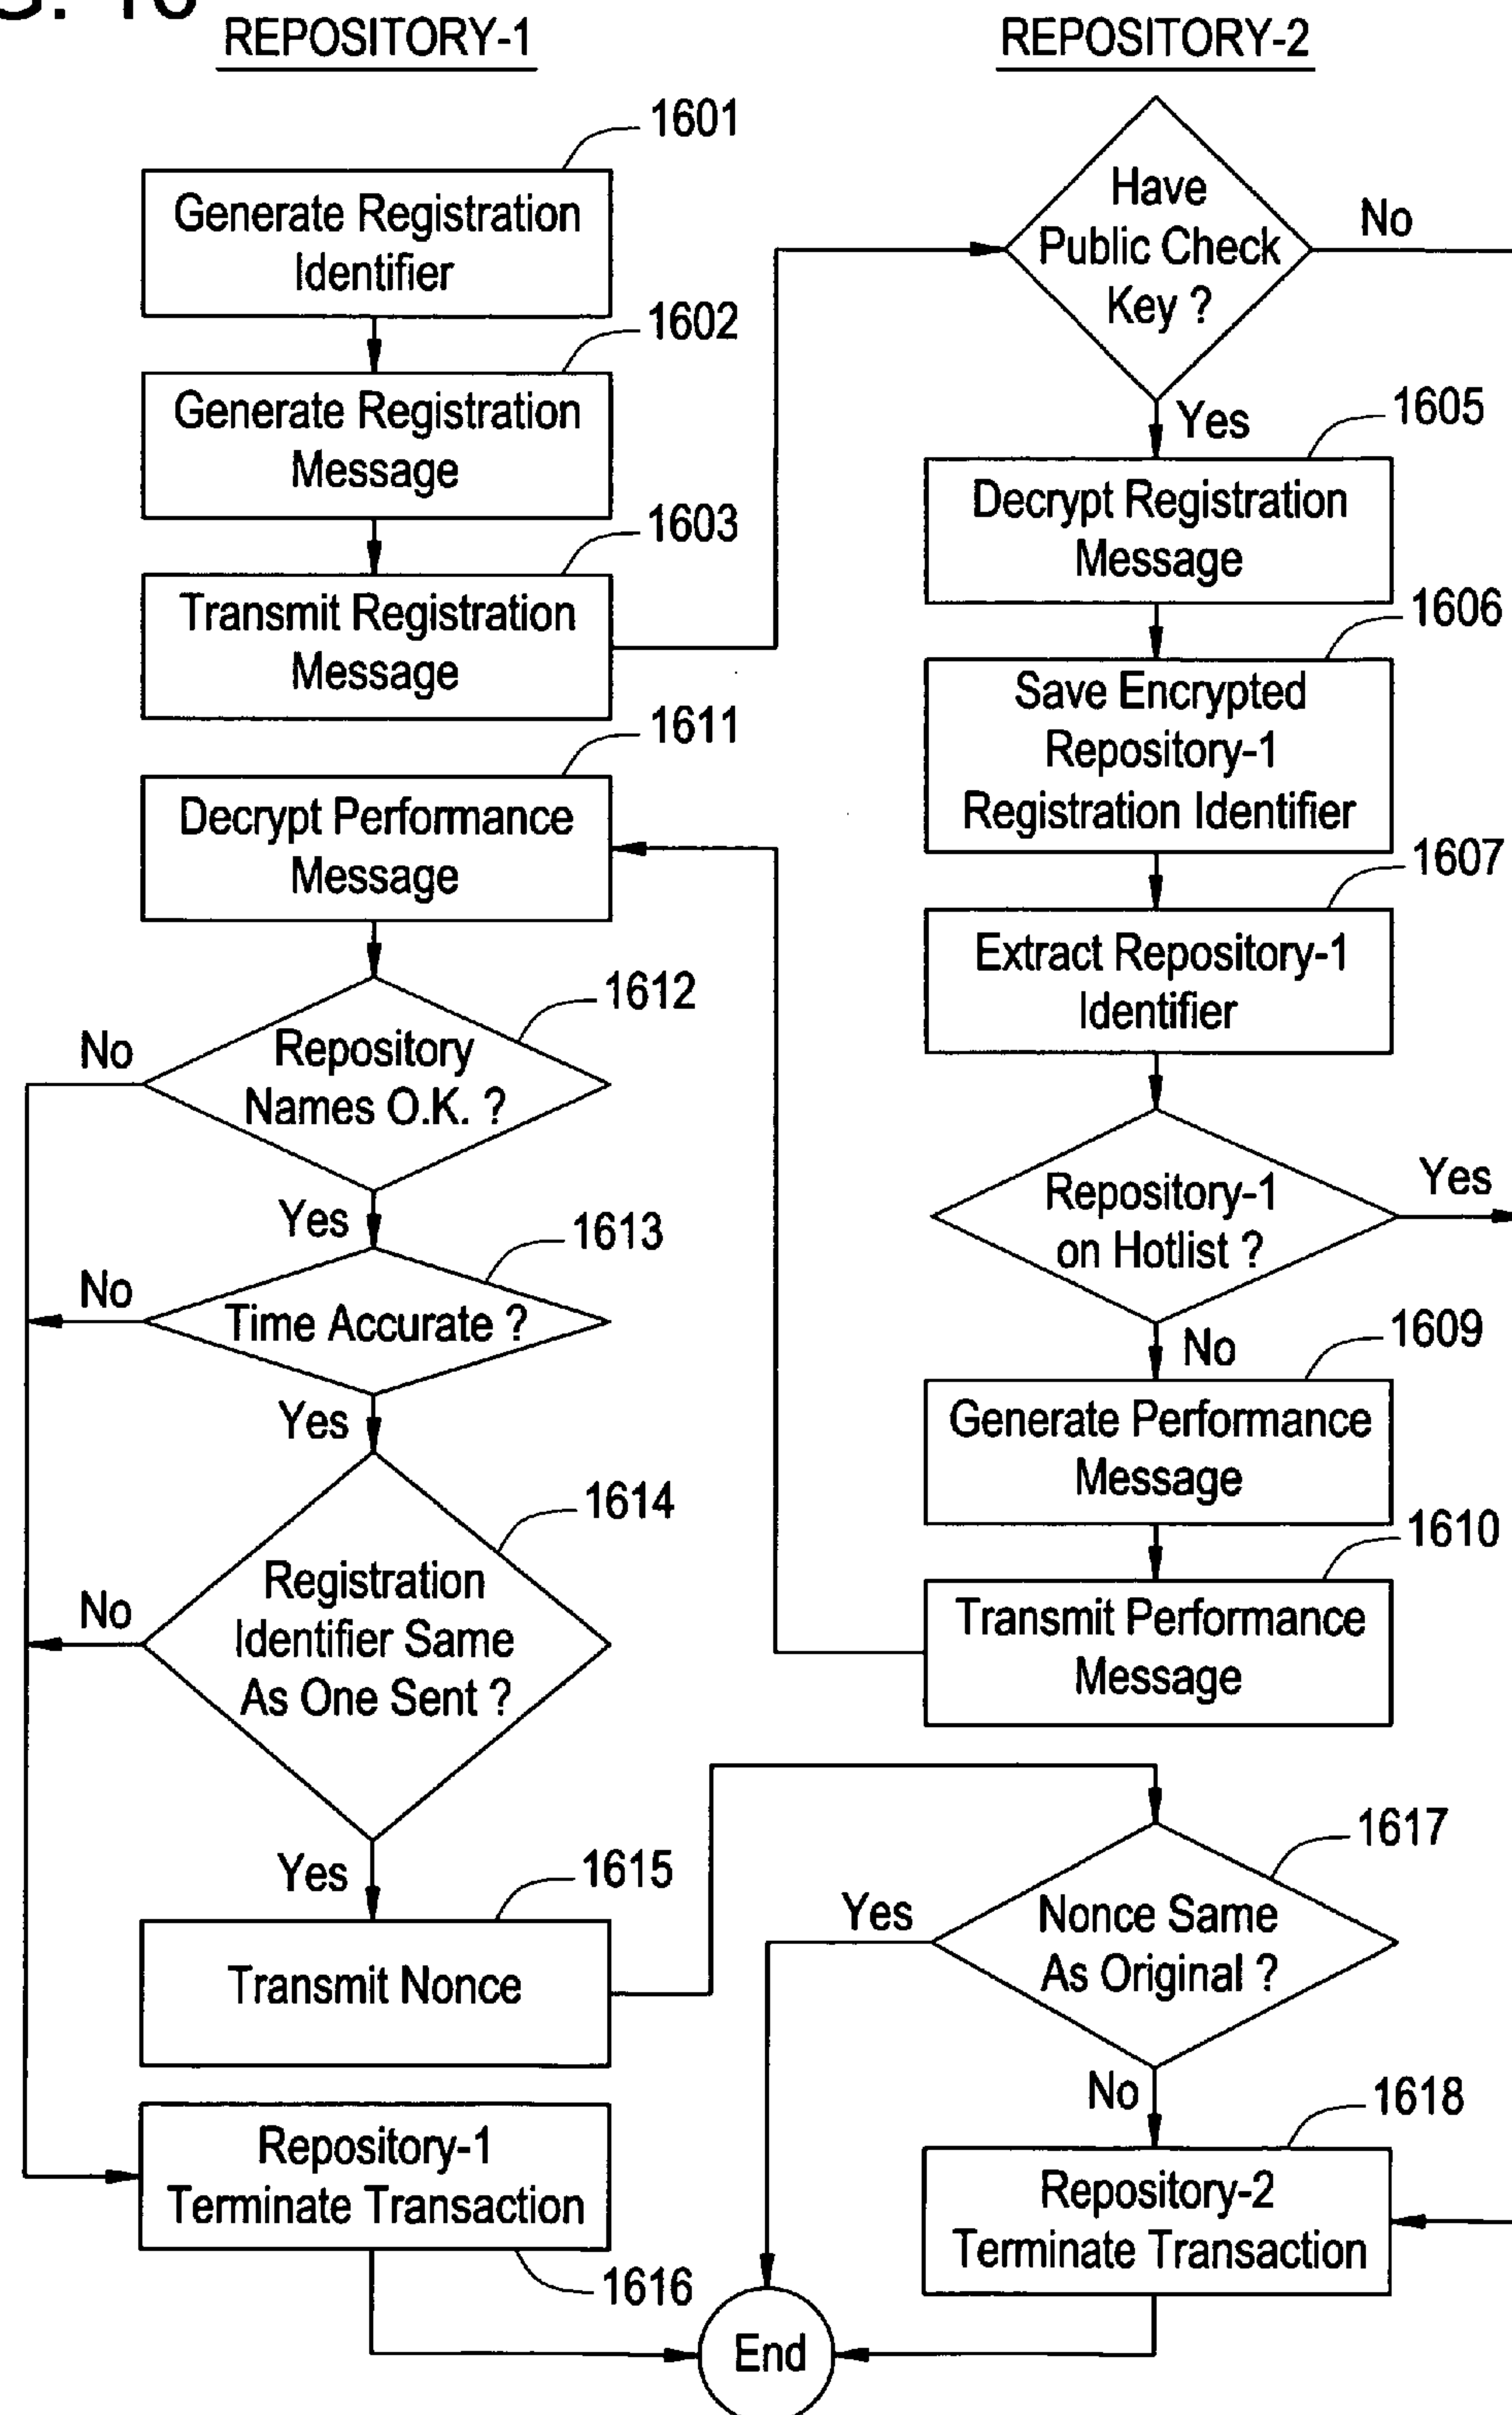 REPOSITORY-1
1601
Generate Registration
Identifier
1602
Generate Registration
Message
1603
Transmit Registration
Message
1611
Decrypt Performance
Message
1612
No
Repository
Names O.K. ?
Yes
1613
No
Time Accurate ?
Yes
1614
No
Registration
Identifier Same
As One Sent ?
Yes
1615
Transmit Nonce
Repository-1
Terminate Transaction
1616
REPOSITORY-2
Have
Public Check
Key ?
No
Yes
1605
Decrypt Registration
Message
1606
Save Encrypted
Repository-1
Registration Identifier
1607
Extract Repository-1
Identifier
Repository-1
on Hotlist ?
Yes
No
1609
Generate Performance
Message
1610
Transmit Performance
Message
1617
Yes
Nonce Same
As Original ?
No
1618
Repository-2
Terminate Transaction
End